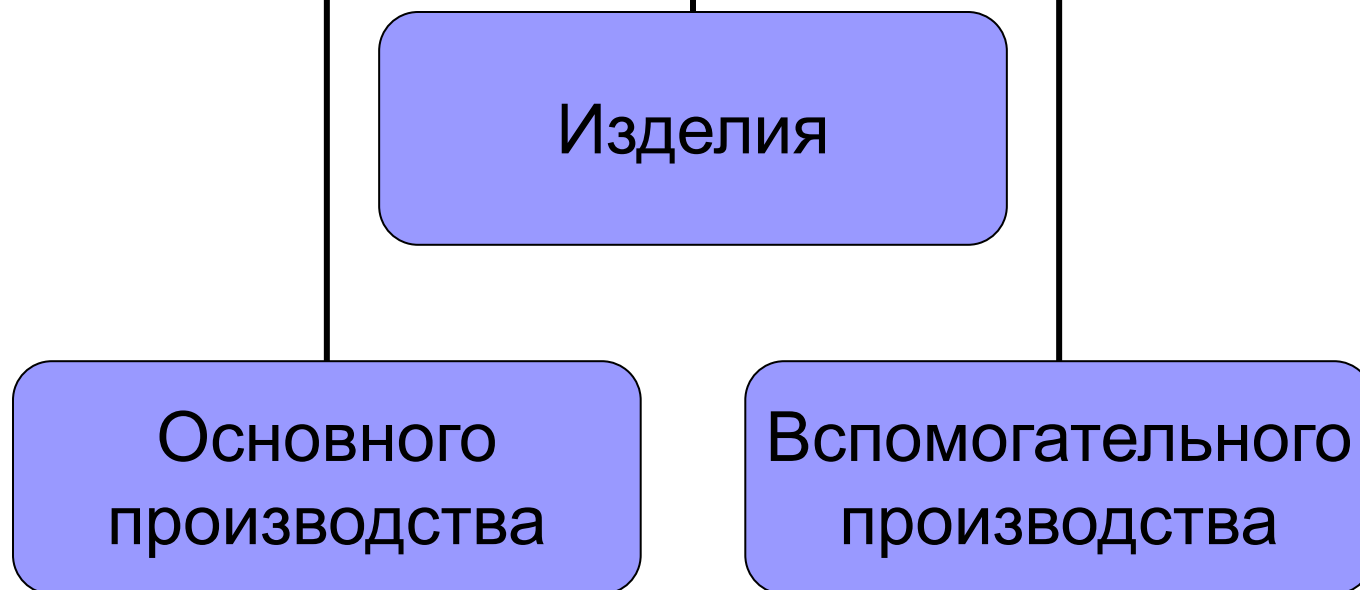 Изделия
Основного
производства
Вспомогательного
производства